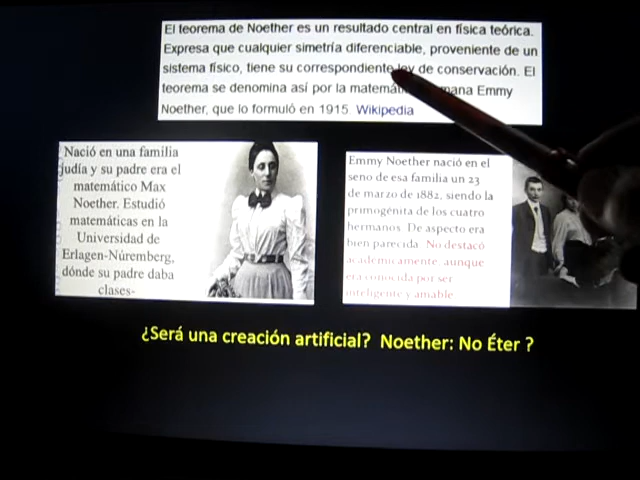 El teorema de Noether es un resultado central en física teórica.
Expresa que cualquier simetría diferenciable, proveniente de un
sistema físico, tiene su correspondiente ley de conservación. El
teorema se denomina así por la Emmy
Noether, que lo formuló en 1915. Wikipedia
Nació en una familia
judía y su padre era el
matemático Max
Noether. Estudió
matemáticas en la
Universidad de
Erlagen-Núremberg,
dónde su padre daba
clases-
Emmy Noether nació en el
seno de esa familia un 23
de marzo de 1882, siendo la
primogénita de los cuatro
hermanos. De aspecto era
bien parecida. No destacó
académicamente, aunque
era conocida por ser
inteligente y amable.
¿Será una creación artificial? Noether: No Éter ?